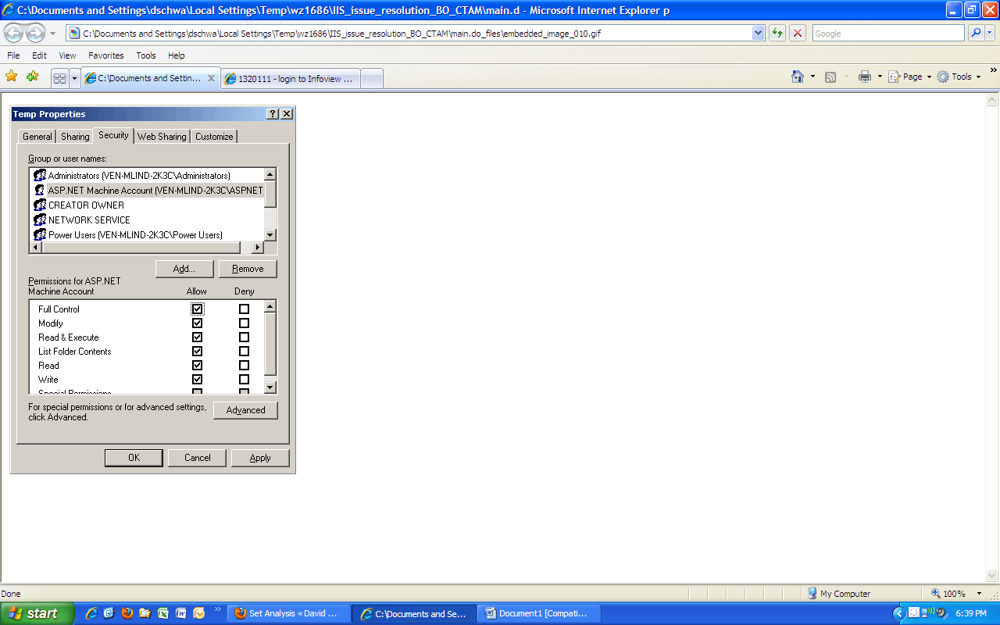 C:\Documents and Settings\dschwa\Local Settings\Temp\wz1686\IIS_issue_resolution_BO_CTAM\main.d - Microsoft Internet Explorer p
C:\Documents and Settings\dschwa\Local Settings\Temp\wz1686\IIS_issue_resolution_BO_CTAM\main.do_files\embedded_image_010.gif
Google
File Edit View Favorites Tools Help
C:\Documents and Settin... 1320111 - login to Infoview ... Page Tools
Temp Properties
General Sharing Security Web Sharing Customize
Group or user names:
Administrators (VEN-MLIND-2K3C\Administrators)
ASP.NET Machine Account (VEN-MLIND-2K3C\ASPNET
CREATOR OWNER
NETWORK SERVICE
Power Users (VEN-MLIND-2K3C\Power Users)
Add... Remove
Permissions for ASP.NET
Machine Account Allow Deny
Full Control
Modify
Read & Execute
List Folder Contents
Read
Write
Special Permissions
For special permissions or for advanced settings,
click Advanced.
Advanced
OK Cancel Apply
Done My Computer 100%
start Set Analysis « David ... C:\Documents and Se... Document1 [Compati... 6:39 PM